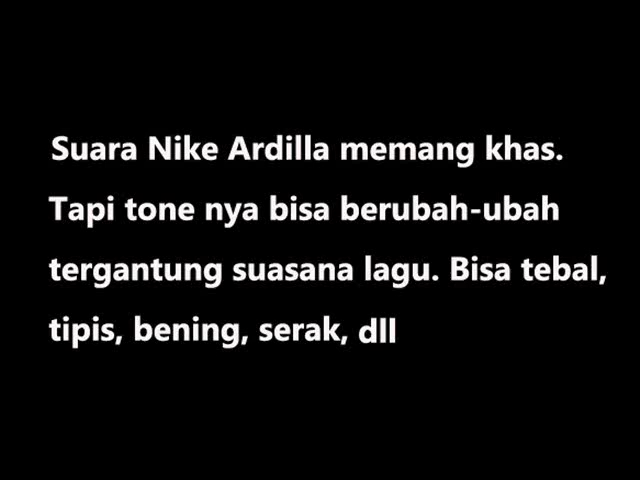 Suara Nike Ardilla memang khas.
Tapi tone nya bisa berubah-ubah
tergantung suasana lagu. Bisa tebal,
tipis, bening, serak, dll